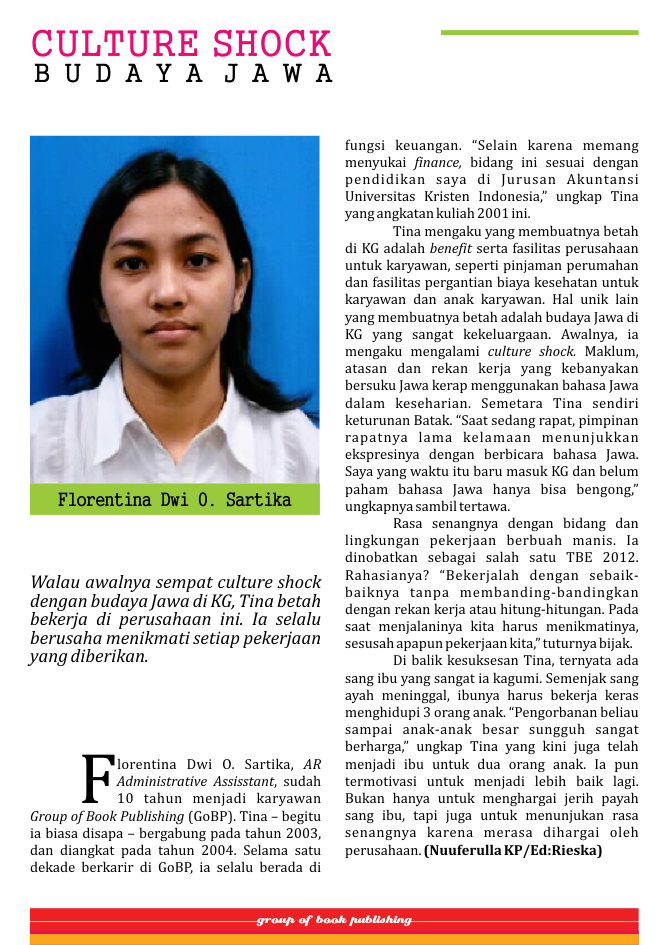 CULTURE SHOCK
BUDAYA JAWA
Florentina Dwi O. Sartika
Walau awalnya sempat culture shock
dengan budaya Jawa di KG, Tina betah
bekerja di perusahaan ini. Ia selalu
berusaha menikmati setiap pekerjaan
yang diberikan.
Florentina Dwi O. Sartika, AR
Administrative Assisstant, sudah
10 tahun menjadi karyawan
Group of Book Publishing (GoBP). Tina – begitu
ia biasa disapa – bergabung pada tahun 2003,
dan diangkat pada tahun 2004. Selama satu
dekade berkarir di GoBP, ia selalu berada di
fungsi keuangan. “Selain karena memang
menyukai finance, bidang ini sesuai dengan
pendidikan saya di Jurusan Akuntansi
Universitas Kristen Indonesia,” ungkap Tina
yang angkatan kuliah 2001 ini.
Tina mengaku yang membuatnya betah
di KG adalah benefit serta fasilitas perusahaan
untuk karyawan, seperti pinjaman perumahan
dan fasilitas pergantian biaya kesehatan untuk
karyawan dan anak karyawan. Hal unik lain
yang membuatnya betah adalah budaya Jawa di
KG yang sangat kekeluargaan. Awalnya, ia
mengaku mengalami culture shock. Maklum,
atasan dan rekan kerja yang kebanyakan
bersuku Jawa kerap menggunakan bahasa Jawa
dalam keseharian. Semetara Tina sendiri
keturunan Batak. “Saat sedang rapat, pimpinan
rapatnya lama kelamaan menunjukkan
ekspresinya dengan berbicara bahasa Jawa.
Saya yang waktu itu baru masuk KG dan belum
paham bahasa Jawa hanya bisa bengong,”
ungkapnya sambil tertawa.
Rasa senangnya dengan bidang dan
lingkungan pekerjaan berbuah manis. Ia
dinobatkan sebagai salah satu TBE 2012.
Rahasianya? “Bekerjalah dengan sebaik-
baiknya tanpa membanding-bandingkan
dengan rekan kerja atau hitung-hitungan. Pada
saat menjalaninya kita harus menikmatinya,
sesusah apapun pekerjaan kita,” tuturnya bijak.
Di balik kesuksesan Tina, ternyata ada
sang ibu yang sangat ia kagumi. Semenjak sang
ayah meninggal, ibunya harus bekerja keras
menghidupi 3 orang anak. “Pengorbanan beliau
sampai anak-anak besar sungguh sangat
berharga,” ungkap Tina yang kini juga telah
menjadi ibu untuk dua orang anak. Ia pun
termotivasi untuk menjadi lebih baik lagi.
Bukan hanya untuk menghargai jerih payah
sang ibu, tapi juga untuk menunjukan rasa
senangnya karena merasa dihargai oleh
perusahaan. (Nuuferulla KP/Ed:Rieska)
group of book publishing